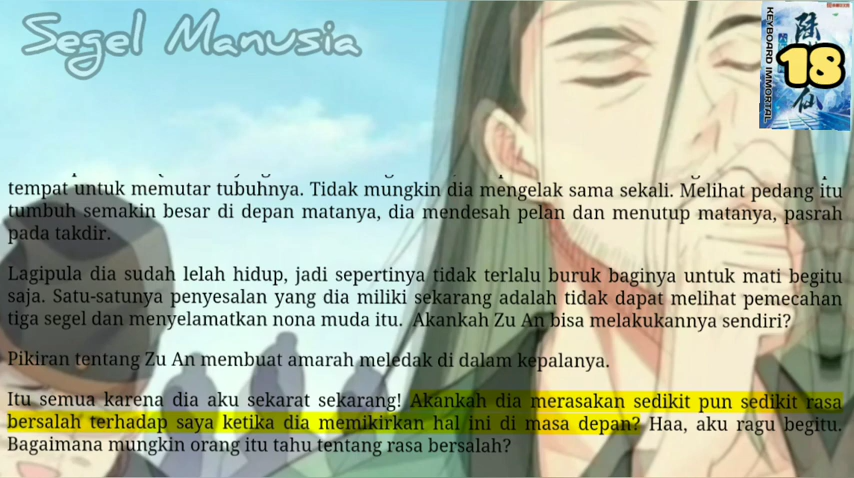 Segel Manusia
KEYBOARD IMMORTAL
18
tempat untuk memutar tubuhnya. Tidak mungkin dia mengelak sama sekali. Melihat pedang itu
tumbuh semakin besar di depan matanya, dia mendesah pelan dan menutup matanya, pasrah
pada takdir.
Lagipula dia sudah lelah hidup, jadi sepertinya tidak terlalu buruk baginya untuk mati begitu
saja. Satu-satunya penyesalan yang dia miliki sekarang adalah tidak dapat melihat pemecahan
tiga segel dan menyelamatkan nona muda itu. Akankah Zu An bisa melakukannya sendiri?
Pikiran tentang Zu An membuat amarah meledak di dalam kepalanya.
Itu semua karena dia aku sekarat sekarang! Akankah dia merasakan sedikit pun sedikit rasa
bersalah terhadap saya ketika dia memikirkan hal ini di masa depan? Haa, aku ragu begitu.
Bagaimana mungkin orang itu tahu tentang rasa bersalah?